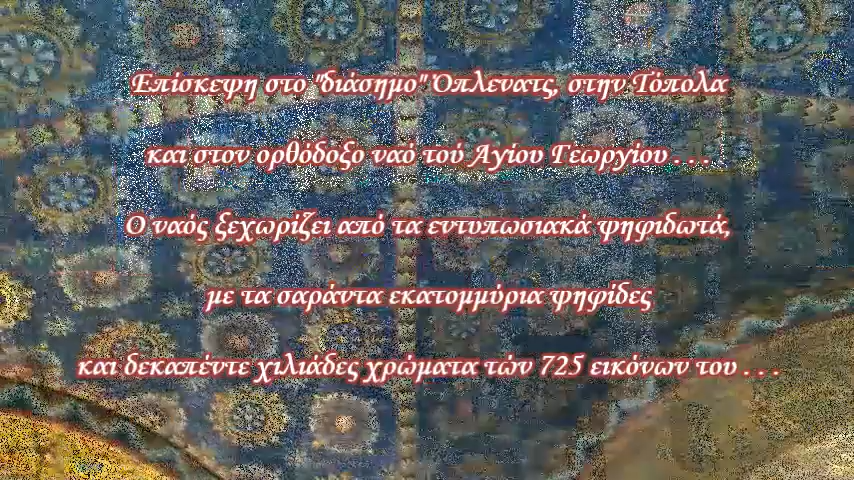 Επίσκεψη στο "διάσημο" Όπλενατς, στην Τόπολα
και στον ορθόδοξο ναό τού Αγίου Γεωργίου . . .
Ο ναός ξεχωρίζει από τα εντυπωσιακά ψηφιδωτά,
με τα σαράντα εκατομμύρια ψηφίδες
και δεκαπέντε χιλιάδες χρώματα τών 725 εικόνων του . . .